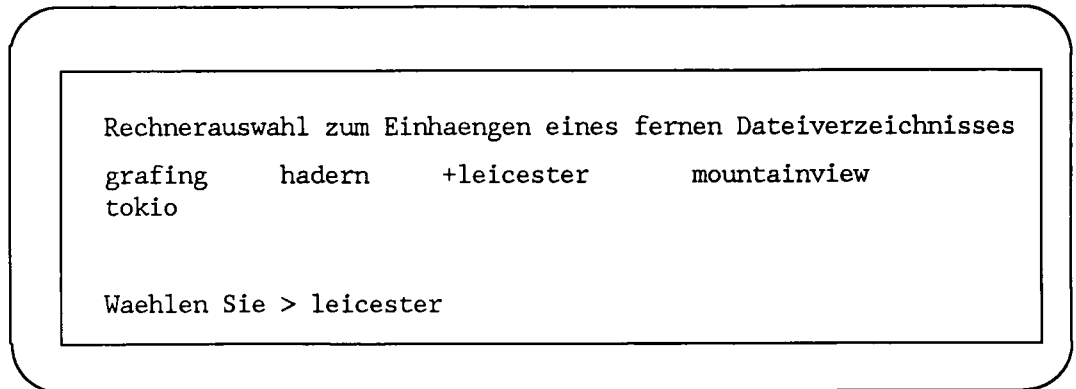 Rechnerauswahl zum Einhaengen eines fernen Dateiverzeichnisses
grafing hadern +leicester mountainview
tokio
Waehlen Sie > leicester